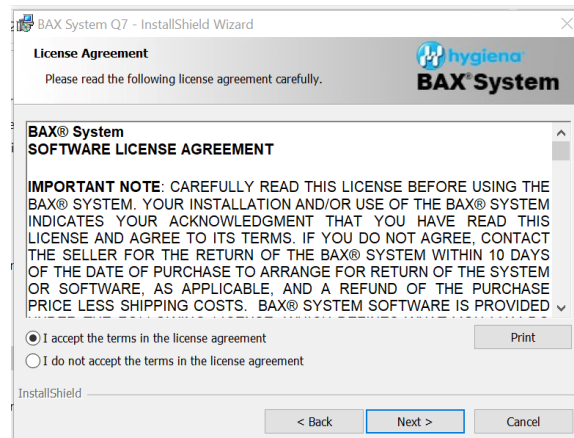 BAX System Q7 - InstallShield Wizard
License Agreement
Please read the following license agreement carefully.
hygiena
BAX® System
BAX® System
SOFTWARE LICENSE AGREEMENT
IMPORTANT NOTE: CAREFULLY READ THIS LICENSE BEFORE USING THE
BAX® SYSTEM. YOUR INSTALLATION AND/OR USE OF THE BAX® SYSTEM
INDICATES YOUR ACKNOWLEDGMENT THAT YOU HAVE READ THIS
LICENSE AND AGREE TO ITS TERMS. IF YOU DO NOT AGREE, CONTACT
THE SELLER FOR THE RETURN OF THE BAX® SYSTEM WITHIN 10 DAYS
OF THE DATE OF PURCHASE TO ARRANGE FOR RETURN OF THE SYSTEM
OR SOFTWARE, AS APPLICABLE, AND A REFUND OF THE PURCHASE
PRICE LESS SHIPPING COSTS. BAX® SYSTEM SOFTWARE IS PROVIDED
I accept the terms in the license agreement
Print
I do not accept the terms in the license agreement
InstallShield
< Back
Next >
Cancel